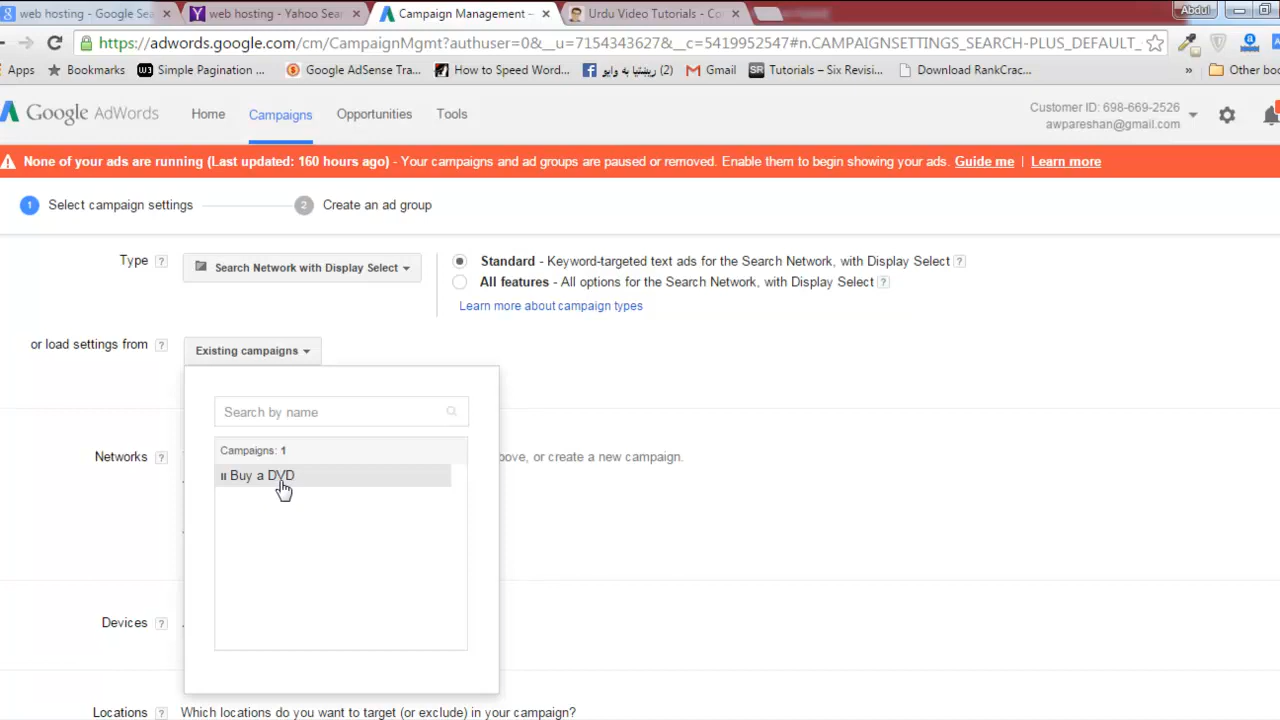 web hosting - Google Sea
web hosting - Yahoo Sear
Campaign Management –
Urdu Video Tutorials - Co
Abdul
https://adwords.google.com/cm/CampaignMgmt?authuser=0&__u=7154343627&__c=5419952547#n.CAMPAIGNSETTINGS_SEARCH-PLUS_DEFAULT_
Apps
Bookmarks
W3 Simple Pagination ...
Google AdSense Tra...
How to Speed Word...
(2)
Gmail
SR Tutorials – Six Revisi...
Download RankCrac...
»
Other boo
Google AdWords
Home
Campaigns
Opportunities
Tools
Customer ID: 698-669-2526
awpareshan@gmail.com
None of your ads are running (Last updated: 160 hours ago) - Your campaigns and ad groups are paused or removed. Enable them to begin showing your ads. Guide me | Learn more
1 Select campaign settings
2 Create an ad group
Type ?
Search Network with Display Select
Standard - Keyword-targeted text ads for the Search Network, with Display Select ?
All features - All options for the Search Network, with Display Select ?
Learn more about campaign types
or load settings from ?
Existing campaigns
Search by name
Campaigns: 1
Buy a DVD
Networks ?
bove, or create a new campaign.
Devices ?
Locations ?
Which locations do you want to target (or exclude) in your campaign?